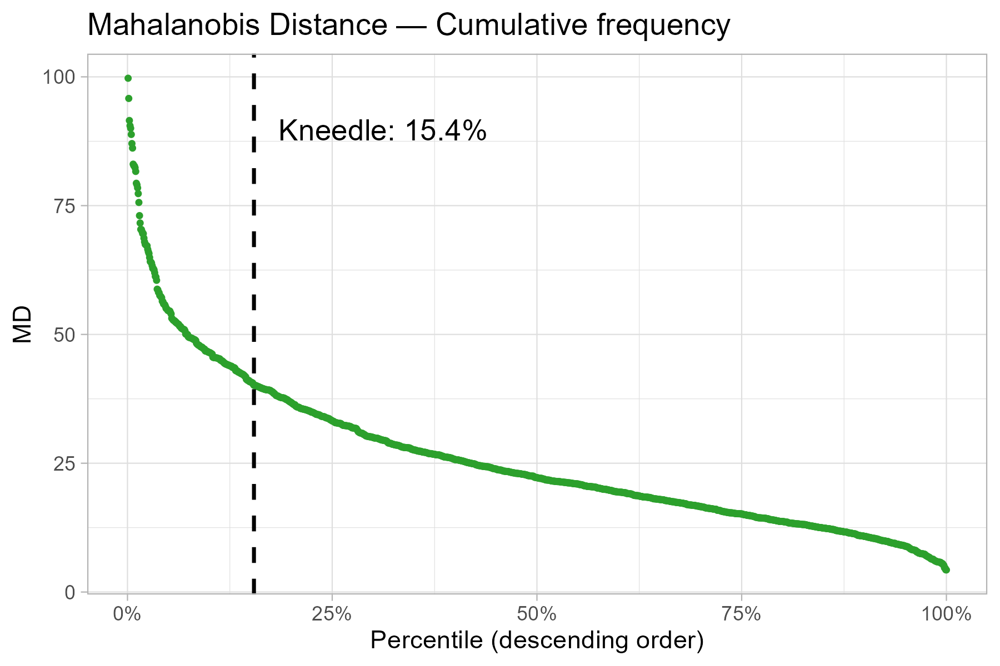 Mahalanobis Distance — Cumulative frequency
100
75
50
25
0
MD
Kneedle: 15.4%
0%
25%
50%
75%
100%
Percentile (descending order)